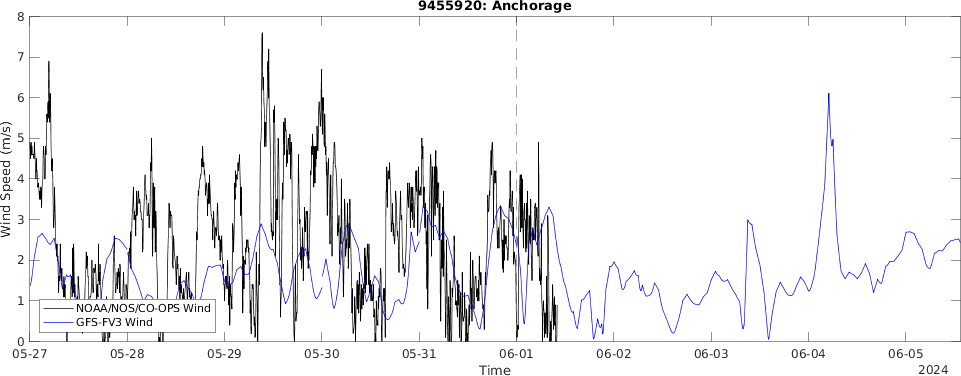 9455920: Anchorage
8
7
6
5
4
3
2
1
0
Wind Speed (m/s)
NOAA/NOS/CO-OPS Wind
GFS-FV3 Wind
05-27 05-28 05-29 05-30 05-31 06-01 06-02 06-03 06-04 06-05
Time
2024